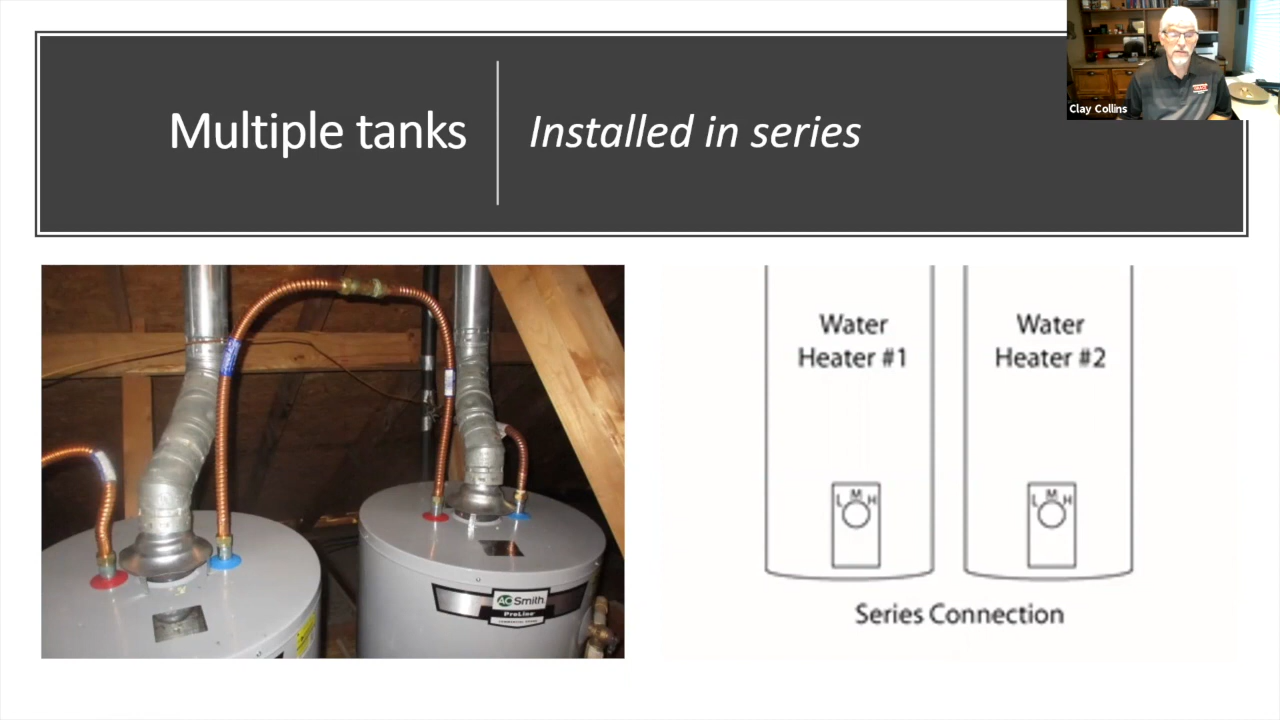 Multiple tanks
Installed in series
Clay Collins
Water
Heater #1
Water
Heater #2
L M H
L M H
Series Connection
AO Smith
ProLine